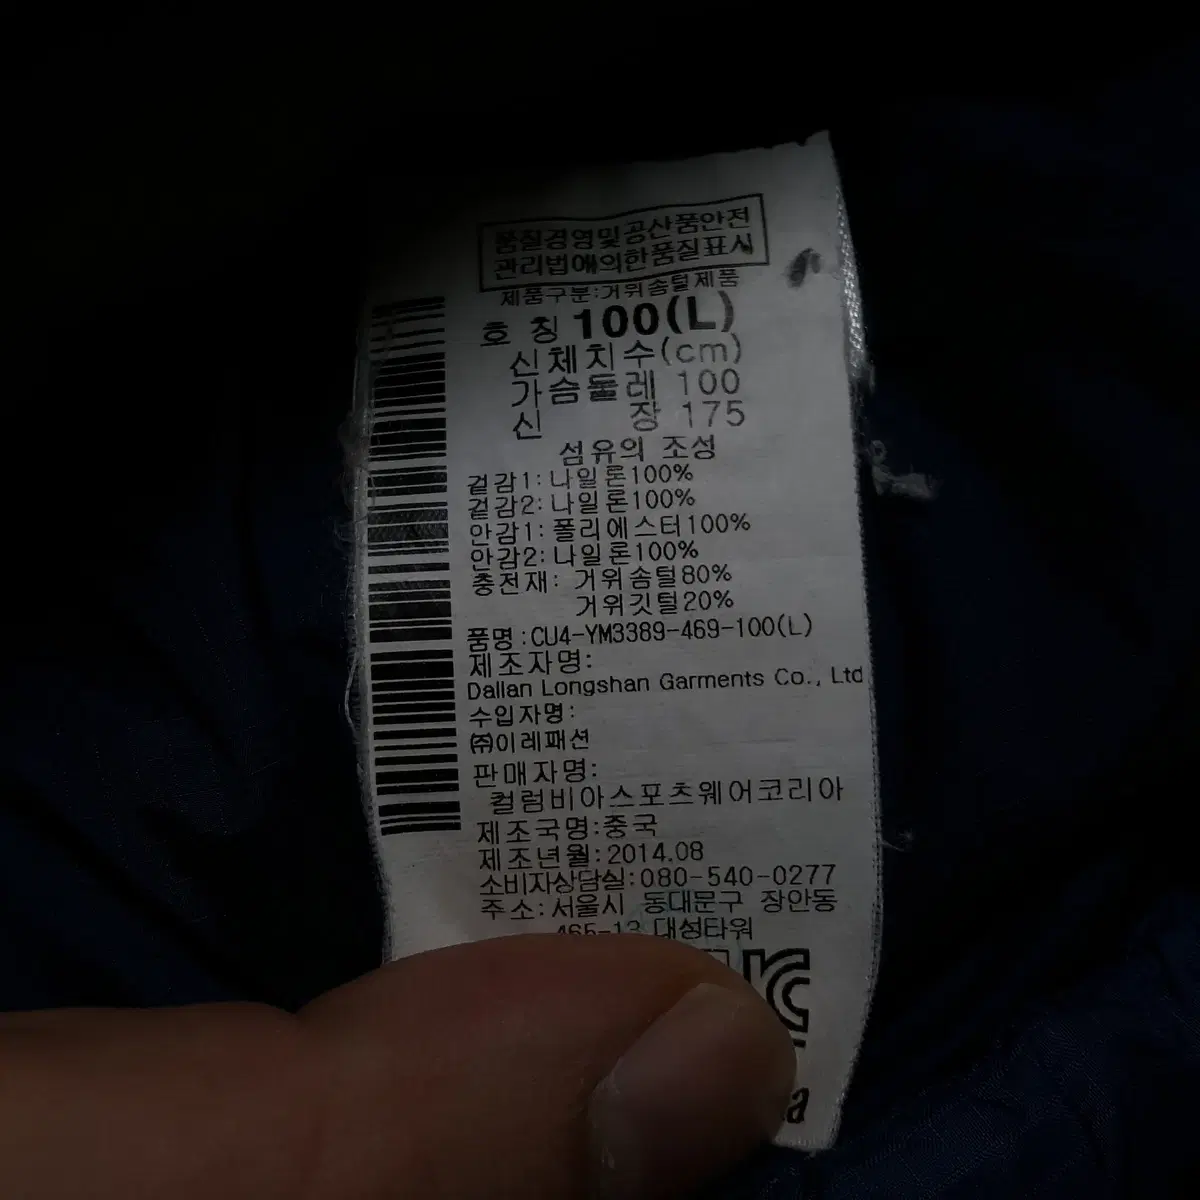 품질경영및공산품안전
관리법애의한품질표시
제품구분:거위솜털제품
호 칭 100(L)
신체치수(cm)
가슴둘레 100
신 장 175
섬유의 조성
겉감1: 나일론100%
겉감2: 나일론100%
안감1: 폴리에스터100%
안감2: 나일론100%
충전재: 거위솜털80%
거위깃털20%
품명:CU4-YM3389-469-100(L)
제조자명:
Dalian Longshan Garments Co., Ltd
수입자명:
㈜이레패션
판매자명:
컬럼비아스포츠웨어코리아
제조국명:중국
제조년월:2014.08
소비자상담실:080-540-0277
주소:서울시 동대문구 장안동
465-13 대성타워